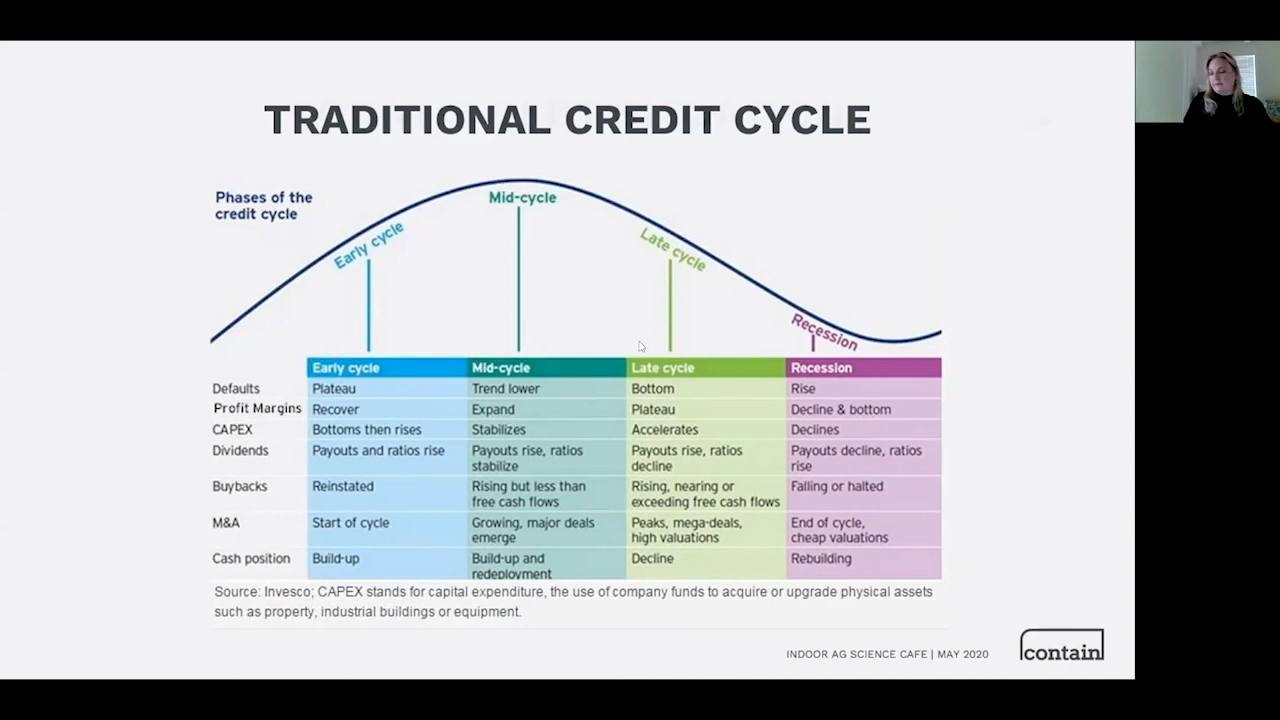 TRADITIONAL CREDIT CYCLE
Phases of the
credit cycle
Early cycle
Mid-cycle
Late cycle
Recession
Early cycle Mid-cycle Late cycle Recession
Defaults Plateau Trend lower Bottom Rise
Profit Margins Recover Expand Plateau Decline & bottom
CAPEX Bottoms then rises Stabilizes Accelerates Declines
Dividends Payouts and ratios rise Payouts rise, ratios Payouts rise, ratios Payouts decline, ratios
stabilize decline rise
Buybacks Reinstated Rising but less than Rising, nearing or Falling or halted
free cash flows exceeding free cash flows
M&A Start of cycle Growing, major deals Peaks, mega-deals, End of cycle,
emerge high valuations cheap valuations
Cash position Build-up Build-up and Decline Rebuilding
redeployment
Source: Invesco; CAPEX stands for capital expenditure, the use of company funds to acquire or upgrade physical assets
such as property, industrial buildings or equipment.
INDOOR AG SCIENCE CAFE | MAY 2020
contain